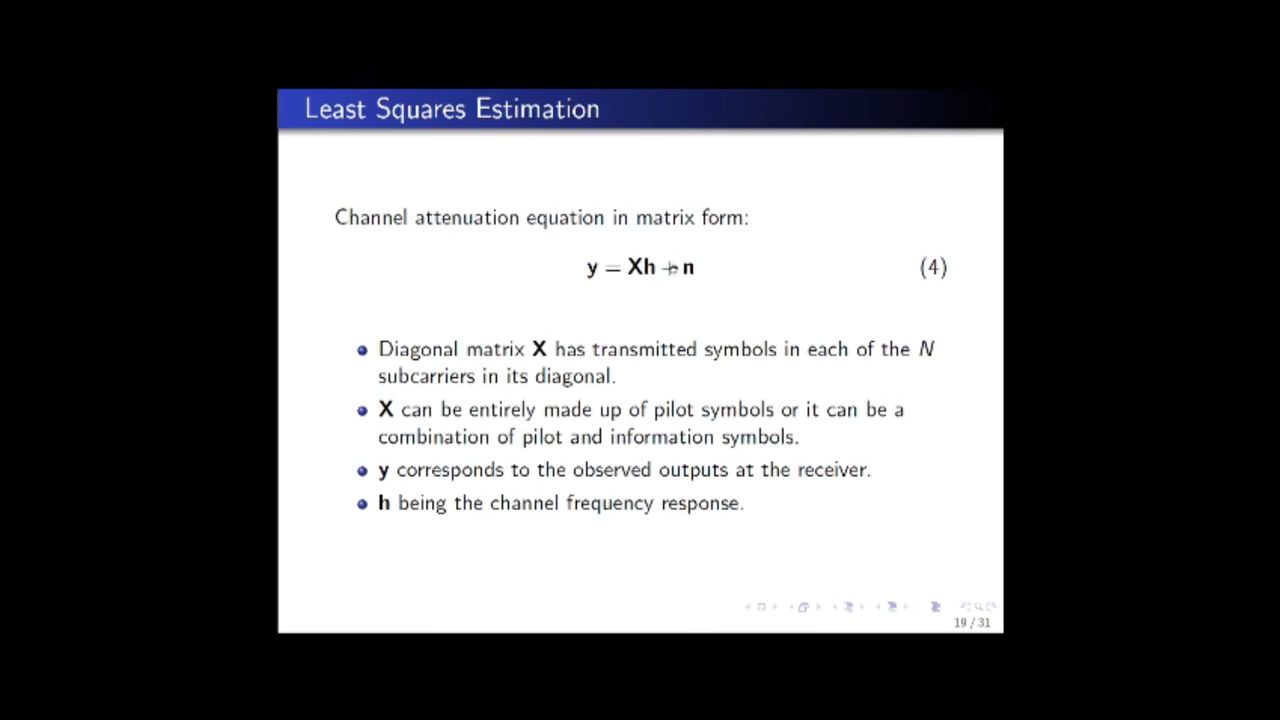 Least Squares Estimation
Channel attenuation equation in matrix form:
y = Xh + n (4)
Diagonal matrix X has transmitted symbols in each of the N
subcarriers in its diagonal.
X can be entirely made up of pilot symbols or it can be a
combination of pilot and information symbols.
y corresponds to the observed outputs at the receiver.
h being the channel frequency response.
19 / 31